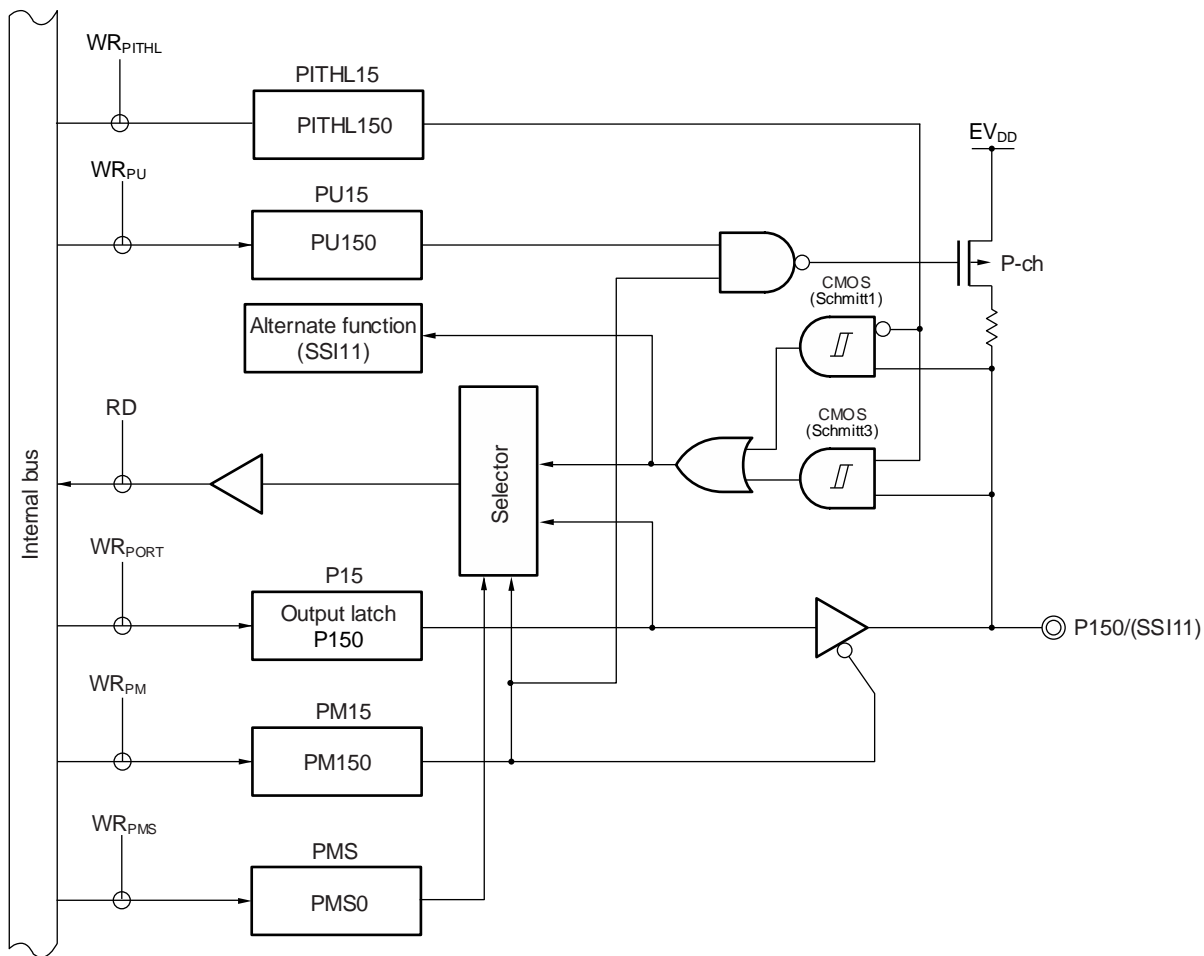 WRPITHL
PITHL15
PITHL150
EVDD
WRPU
PU15
PU150
P-ch
CMOS
(Schmitt1)
Alternate function
(SSI11)
RD
CMOS
(Schmitt3)
Selector
Internal bus
WRPORT
P15
Output latch
P150
P150/(SSI11)
WRPM
PM15
PM150
WRPMS
PMS
PMS0